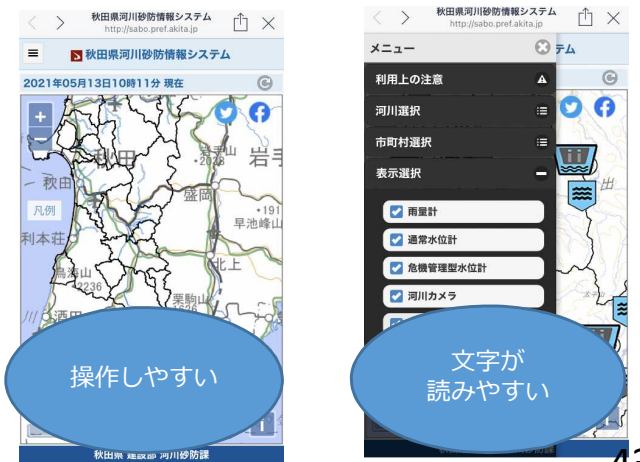 秋田県河川砂防情報システム
http://sabo.pref.akita.jp
秋田県河川砂防情報システム
2021年05月13日10時11分 現在
+
秋田
岩手山
・2038
岩手
秋田
盛岡
凡例
・191
早池峰山
利本荘
鳥海山
・2236
北上
栗駒山
酒田
操作しやすい
秋田県 建設部 河川砂防課
秋田県河川砂防情報システム
http://sabo.pref.akita.jp
メニュー
テム
利用上の注意
河川選択
市町村選択
表示選択
雨量計
通常水位計
危機管理型水位計
河川カメラ
文字が
読みやすい